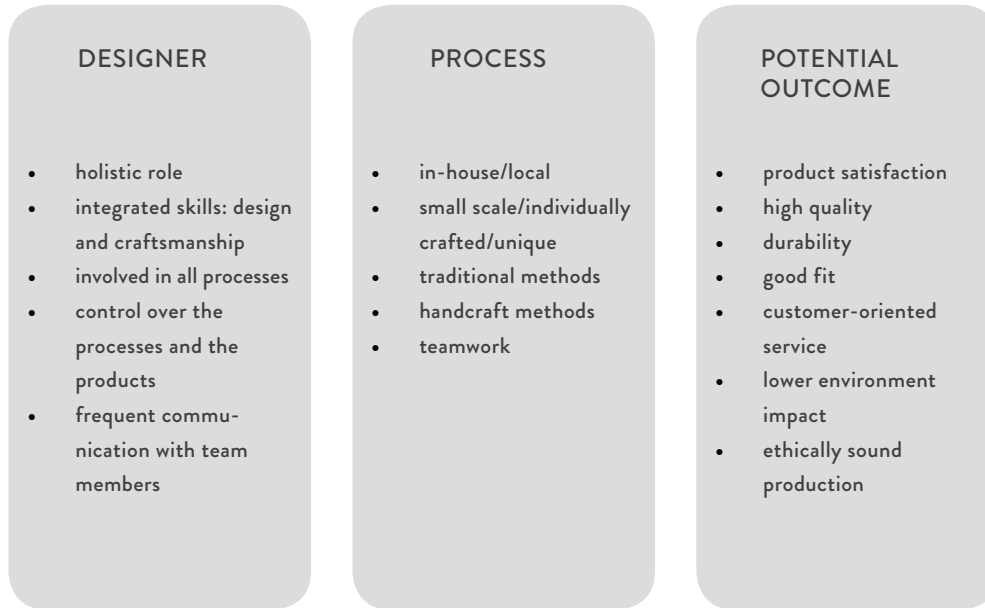 DESIGNER
• holistic role
• integrated skills: design
and craftsmanship
• involved in all processes
• control over the
processes and the
products
• frequent commu-
nication with team
members
PROCESS
• in-house/local
• small scale/individually
crafted/unique
• traditional methods
• handcraft methods
• teamwork
POTENTIAL
OUTCOME
• product satisfaction
• high quality
• durability
• good fit
• customer-oriented
service
• lower environment
impact
• ethically sound
production